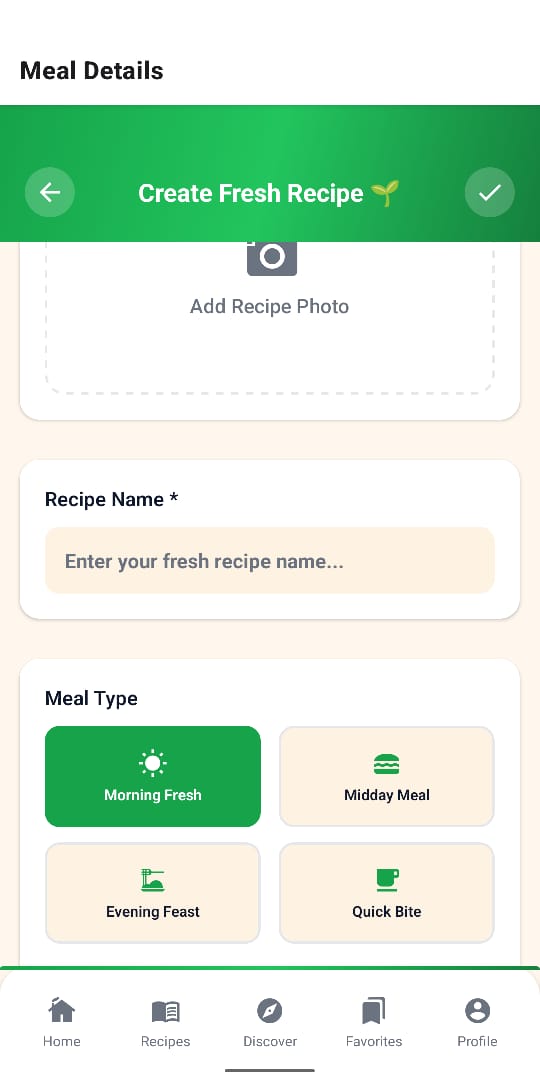 Meal Details
Create Fresh Recipe 🌱
Add Recipe Photo
Recipe Name *
Enter your fresh recipe name...
Meal Type
Morning Fresh
Midday Meal
Evening Feast
Quick Bite
Home
Recipes
Discover
Favorites
Profile